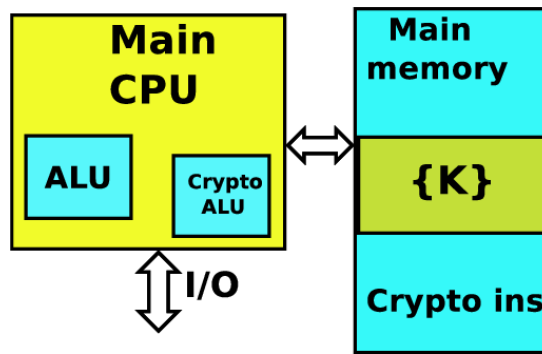 Main
CPU
ALU
Crypto
ALU
I/O
Main
memory
{K}
Crypto ins